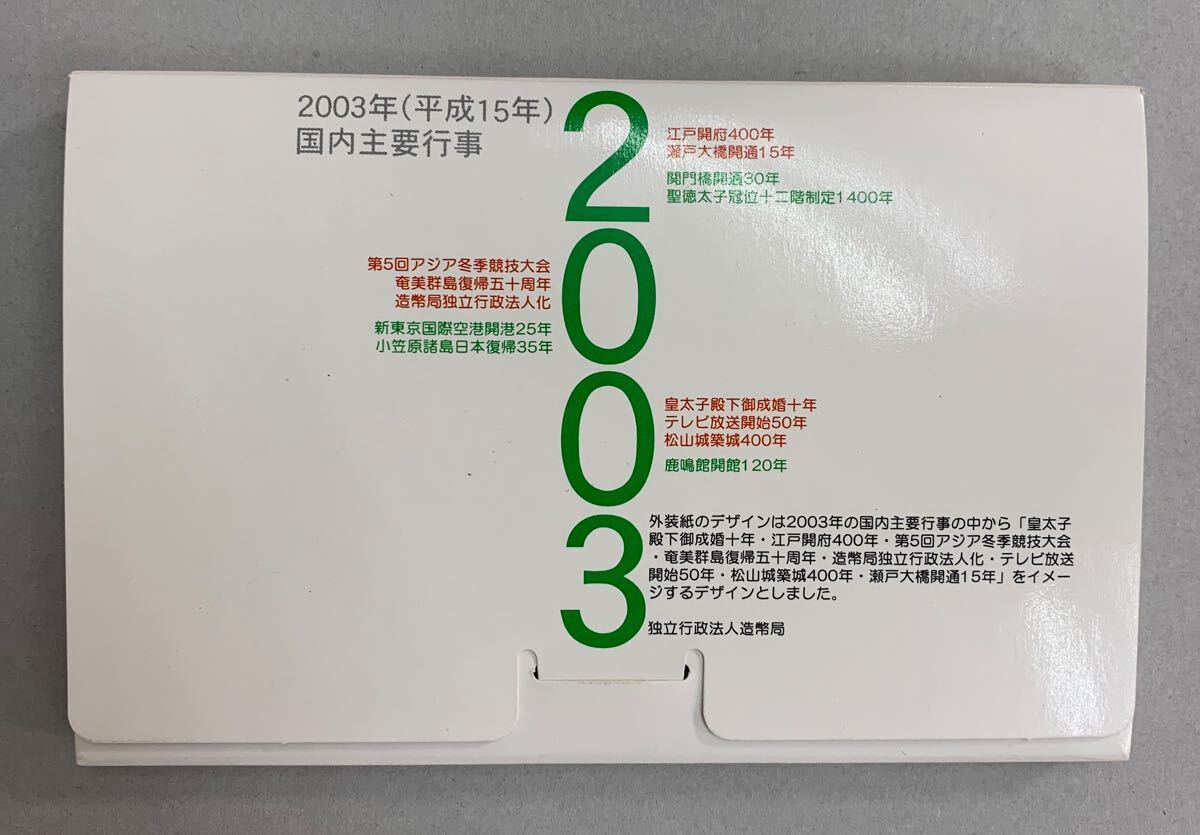 2003年(平成15年)
国内主要行事
2003
江戸開府400年
瀬戸大橋開通15年
関門橋開通30年
聖徳太子冠位十二階制定1400年
第5回アジア冬季競技大会
奄美群島復帰五十周年
造幣局独立行政法人化
新東京国際空港開港25年
小笠原諸島日本復帰35年
皇太子殿下御成婚十年
テレビ放送開始50年
松山城築城400年
鹿鳴館開館120年
外装紙のデザインは2003年の国内主要行事の中から「皇太子
殿下御成婚十年・江戸開府400年・第5回アジア冬季競技大会
・奄美群島復帰五十周年・造幣局独立行政法人化・テレビ放送
開始50年・松山城築城400年・瀬戸大橋開通15年」をイメー
ジするデザインとしました。
独立行政法人造幣局